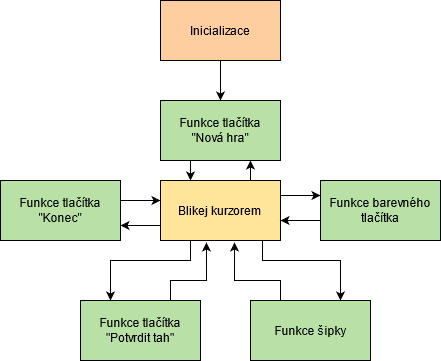 Inicializace
Funkce tlačítka
"Nová hra"
Funkce tlačítka
"Konec"
Blikej kurzorem
Funkce barevného
tlačítka
Funkce tlačítka
"Potvrdit tah"
Funkce šipky